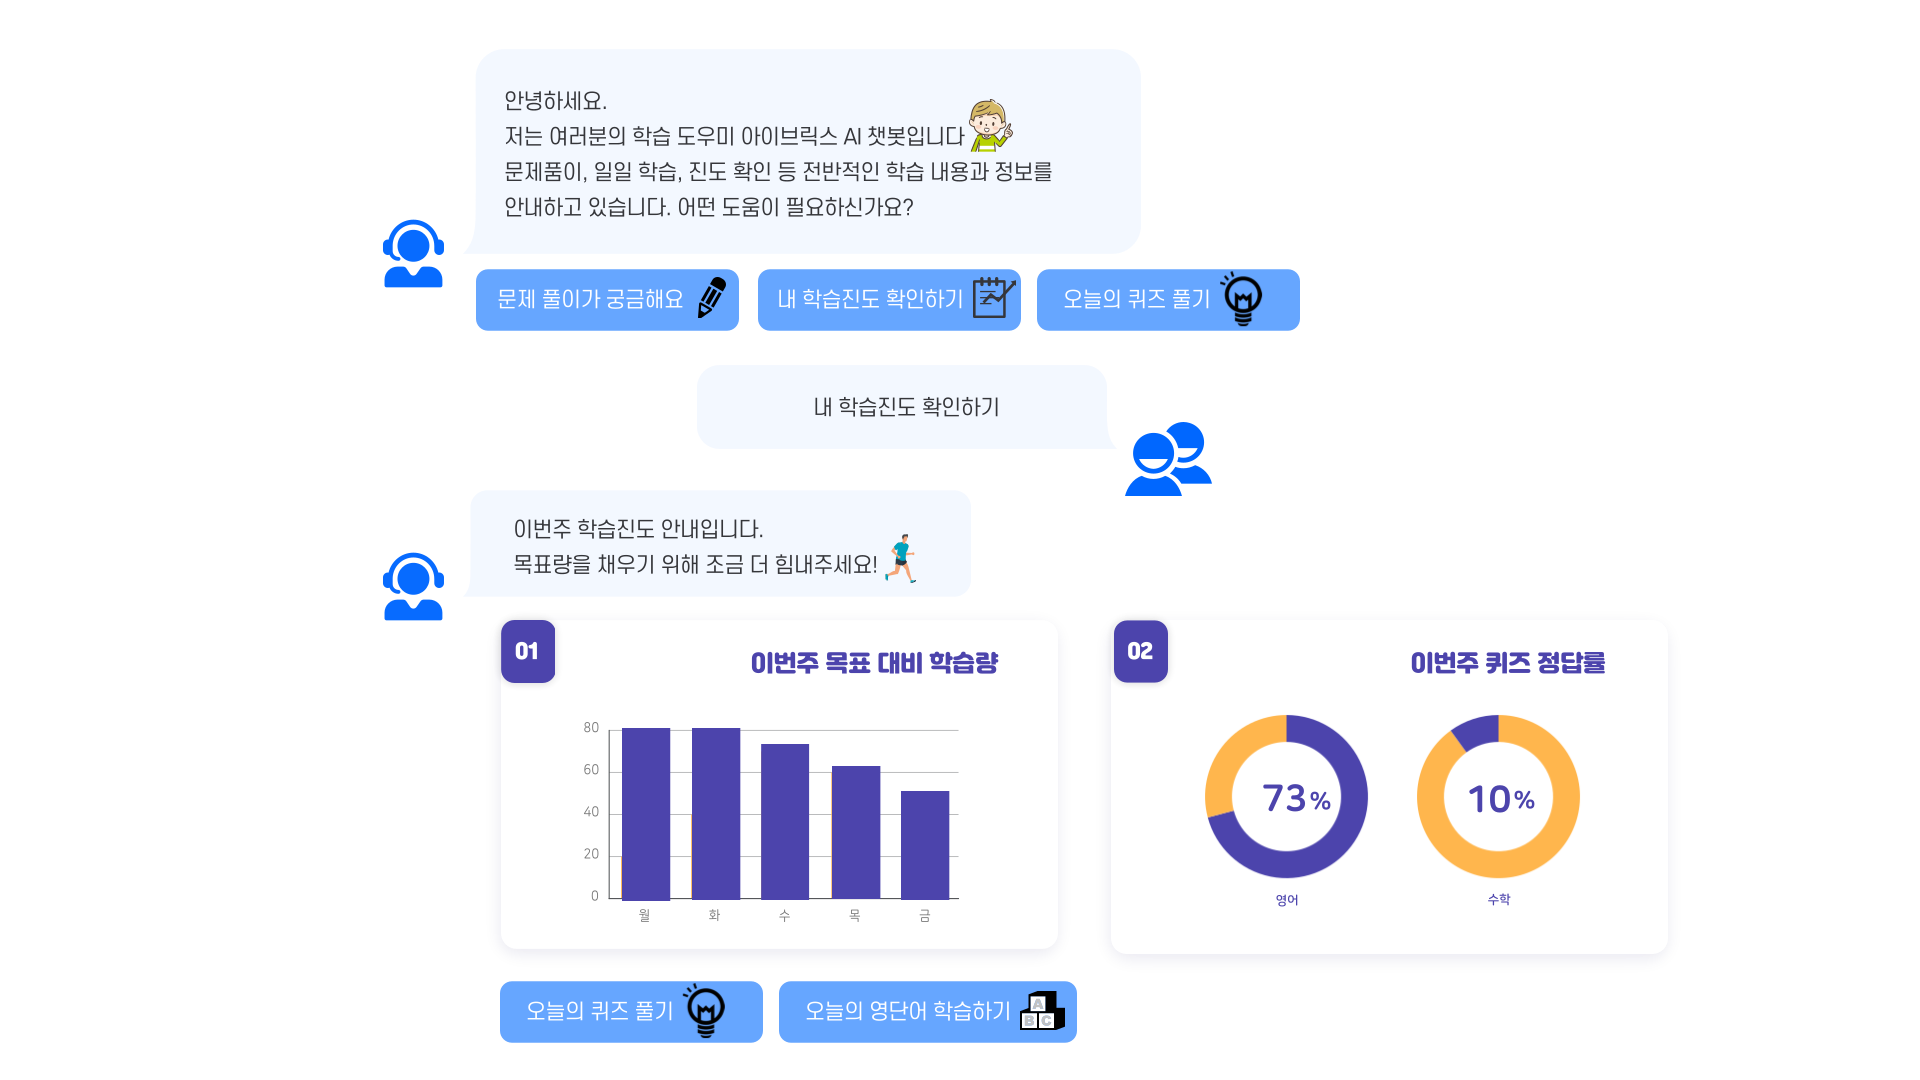 안녕하세요.
저는 여러분의 학습 도우미 아이브릭스 AI 챗봇입니다
문제품이, 일일 학습, 진도 확인 등 전반적인 학습 내용과 정보를
안내하고 있습니다. 어떤 도움이 필요하신가요?
문제 풀이가 궁금해요
내 학습진도 확인하기
오늘의 퀴즈 풀기
내 학습진도 확인하기
이번주 학습진도 안내입니다.
목표량을 채우기 위해 조금 더 힘내주세요!
01
이번주 목표 대비 학습량
80
60
40
20
0
월 화 수 목 금
02
이번주 퀴즈 정답률
73%
10%
영어
수학
오늘의 퀴즈 풀기
오늘의 영단어 학습하기
A
B C